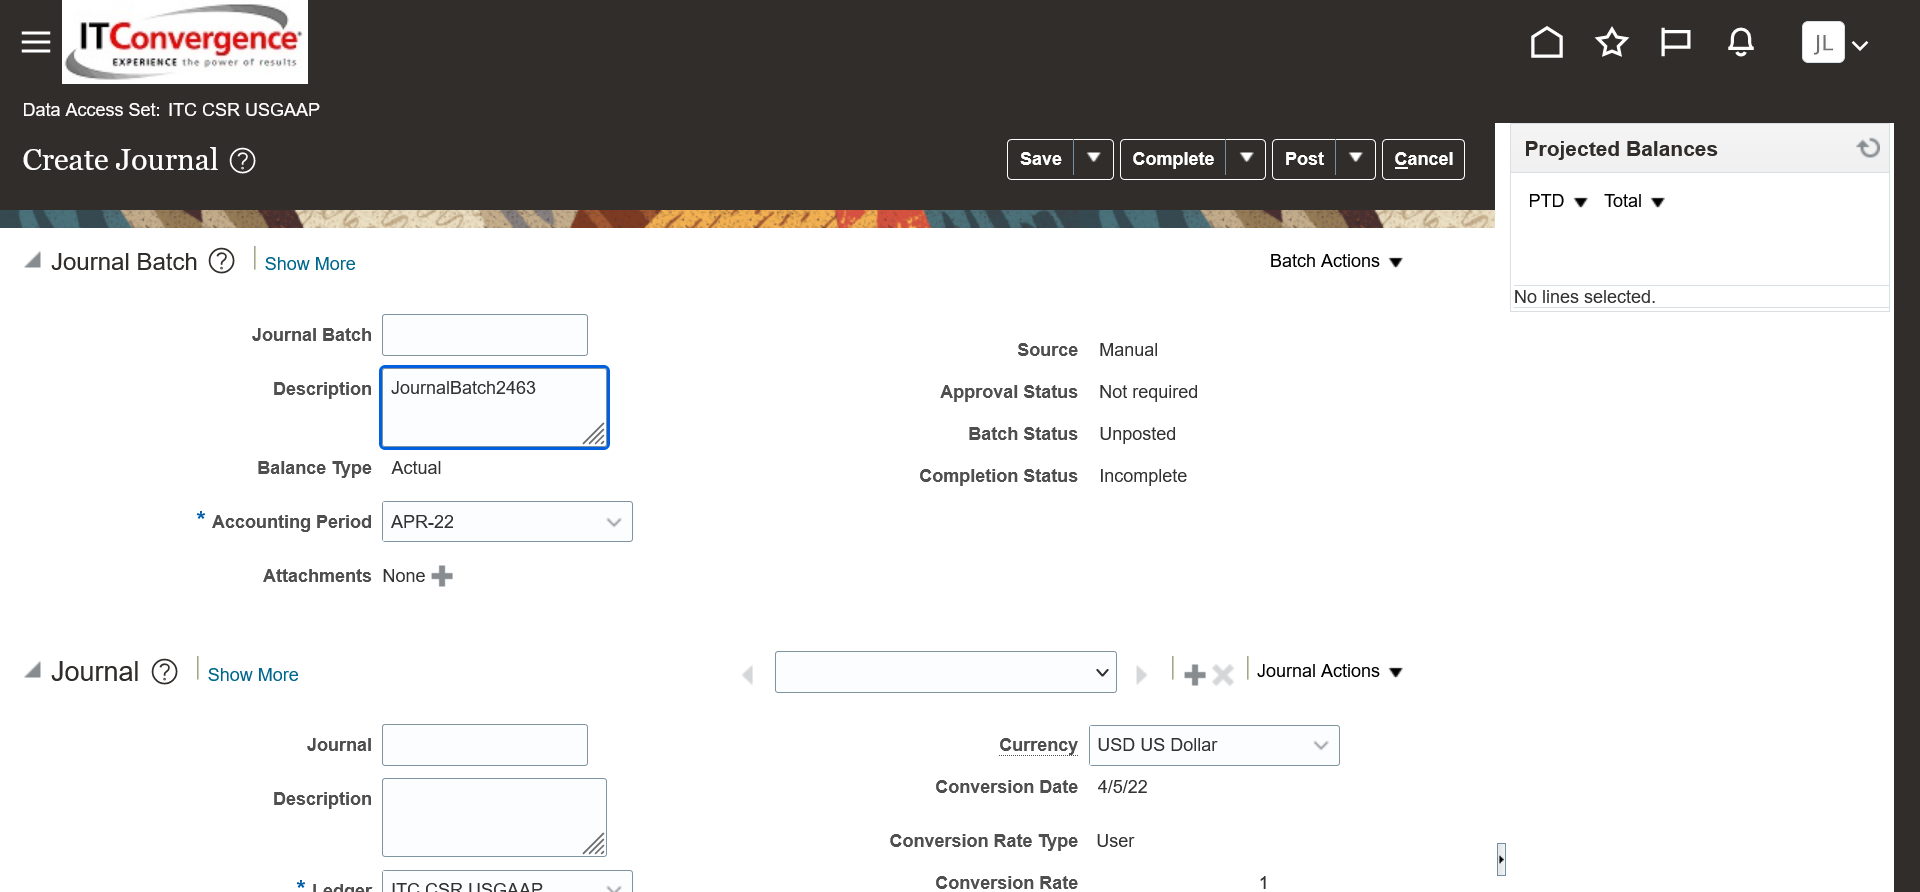 ITConvergence
EXPERIENCE the power of results
JL
Data Access Set: ITC CSR USGAAP
Create Journal ?
Save Complete Post Cancel
Projected Balances
PTD Total
No lines selected.
Journal Batch ? Show More Batch Actions
Journal Batch
Description JournalBatch2463
Balance Type Actual
* Accounting Period APR-22
Attachments None
Source Manual
Approval Status Not required
Batch Status Unposted
Completion Status Incomplete
Journal ? Show More Journal Actions
Journal
Description
* Ledger ITC CSR USGAAP
Currency USD US Dollar
Conversion Date 4/5/22
Conversion Rate Type User
Conversion Rate 1